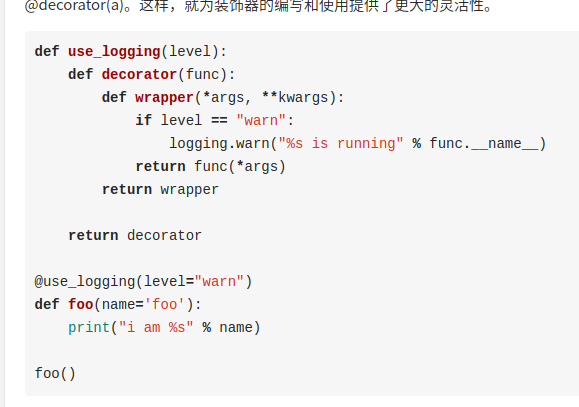 @decorator(a)。这样，就为装饰器的编写和使用提供了更大的灵活性。
def use_logging(level):
    def decorator(func):
        def wrapper(*args, **kwargs):
            if level == "warn":
                logging.warn("%s is running" % func.__name__)
            return func(*args)
        return wrapper

    return decorator

@use_logging(level="warn")
def foo(name='foo'):
    print("i am %s" % name)

foo()